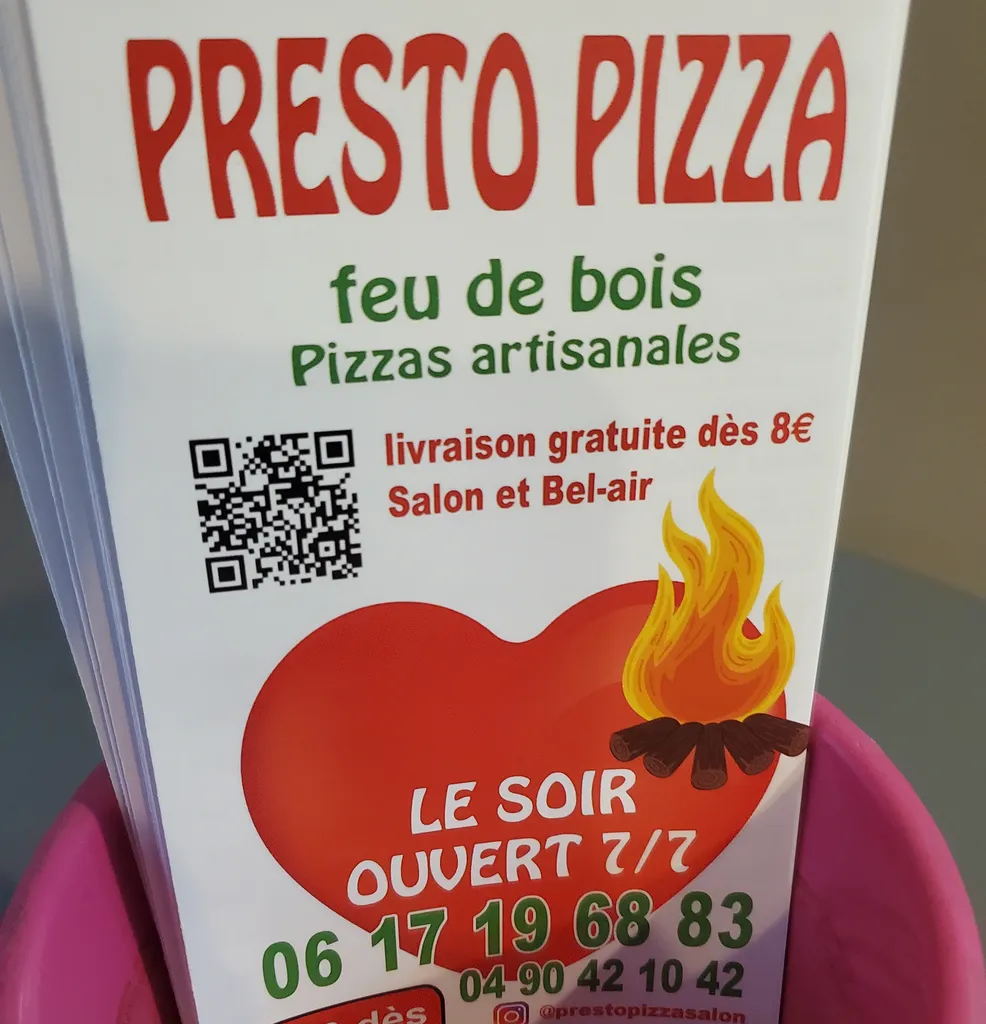 PRESTO PIZZA
feu de bois
Pizzas artisanales
livraison gratuite dès 8€
Salon et Bel-air
LE SOIR
OUVERT 7/7
06 17 19 68 83
04 90 42 10 42
@prestopizzasalon
dès